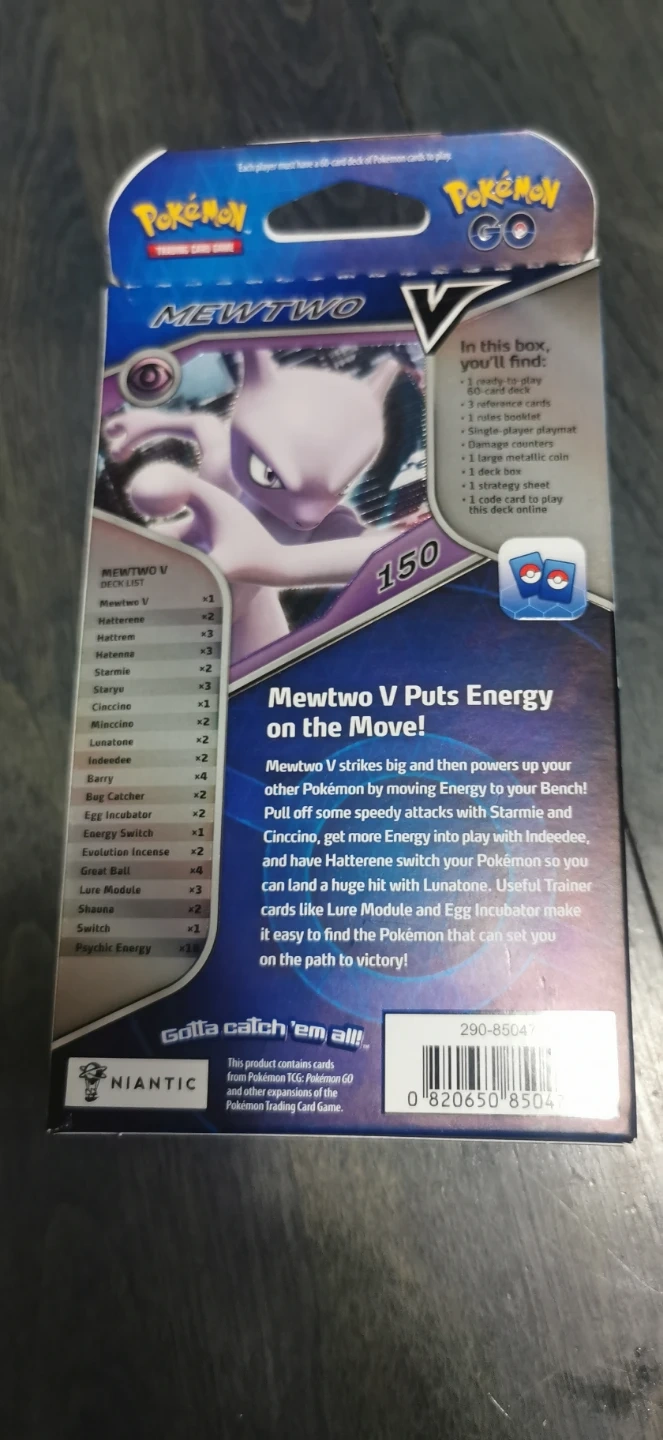 Each player must have a 60-card deck of Pokémon cards to play.
POKÉMON
TRADING CARD GAME
POKÉMON
GO
MEWTWO V
In this box,
you'll find:
• 1 ready-to-play
60-card deck
• 3 reference cards
• 1 rules booklet
• Single-player playmat
• Damage counters
• 1 large metallic coin
• 1 deck box
• 1 strategy sheet
• 1 code card to play
this deck online
150
MEWTWO V
DECK LIST
Mewtwo V ×1
Hatterene ×2
Hattrem ×3
Hatenna ×3
Starmie ×2
Staryu ×3
Cinccino ×1
Minccino ×2
Lunatone ×2
Indeedee ×2
Barry ×4
Bug Catcher ×2
Egg Incubator ×2
Energy Switch ×1
Evolution Incense ×2
Great Ball ×4
Lure Module ×3
Shauna ×2
Switch ×1
Psychic Energy
Mewtwo V Puts Energy
on the Move!
Mewtwo V strikes big and then powers up your
other Pokémon by moving Energy to your Bench!
Pull off some speedy attacks with Starmie and
Cinccino, get more Energy into play with Indeedee,
and have Hatterene switch your Pokémon so you
can land a huge hit with Lunatone. Useful Trainer
cards like Lure Module and Egg Incubator make
it easy to find the Pokémon that can set you
on the path to victory!
Gotta catch 'em all!™
NIANTIC
This product contains cards
from Pokémon TCG: Pokémon GO
and other expansions of the
Pokémon Trading Card Game.
290-85047
0 820650 85047